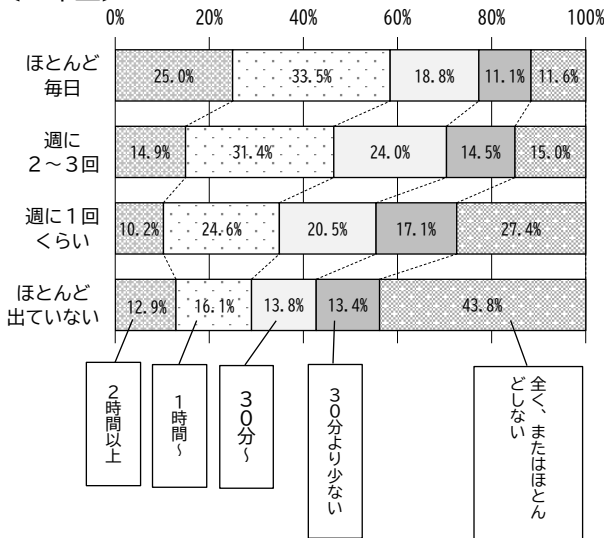 0% 20% 40% 60% 80% 100%
ほとんど
毎日
25.0% 33.5% 18.8% 11.1% 11.6%
週に
2～3回
14.9% 31.4% 24.0% 14.5% 15.0%
週に1回
くらい
10.2% 24.6% 20.5% 17.1% 27.4%
ほとんど
出ていない
12.9% 16.1% 13.8% 13.4% 43.8%
2時間以上
1時間～
30分～
30分より少ない
全く、またはほとん
どしない